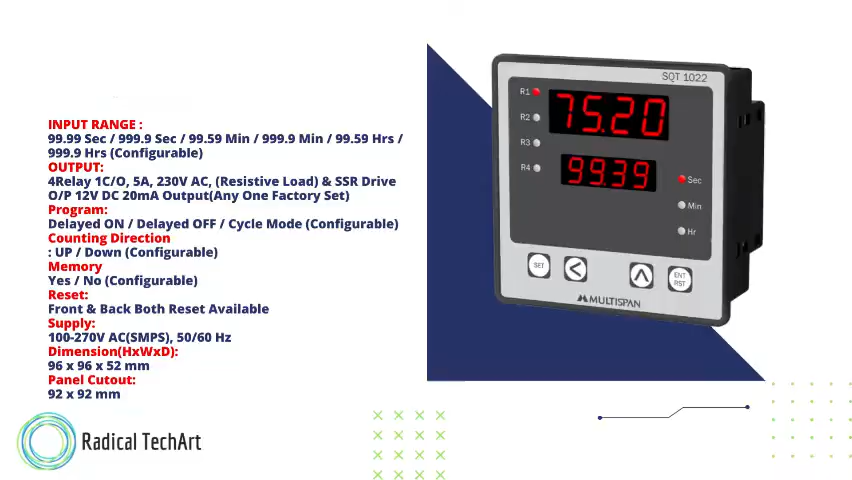 INPUT RANGE :
99.99 Sec / 999.9 Sec / 99.59 Min / 999.9 Min / 99.59 Hrs /
999.9 Hrs (Configurable)
OUTPUT:
4Relay 1C/O, 5A, 230V AC, (Resistive Load) & SSR Drive
O/P 12V DC 20mA Output(Any One Factory Set)
Program:
Delayed ON / Delayed OFF / Cycle Mode (Configurable)
Counting Direction
: UP / Down (Configurable)
Memory
Yes / No (Configurable)
Reset:
Front & Back Both Reset Available
Supply:
100-270V AC(SMPS), 50/60 Hz
Dimension(HxWxD):
96 x 96 x 52 mm
Panel Cutout:
92 x 92 mm
Radical TechArt
SQT 1022
R1
75.20
R2
R3
R4
99.39
Sec
Min
Hr
SET
ENT
RST
MULTISPAN